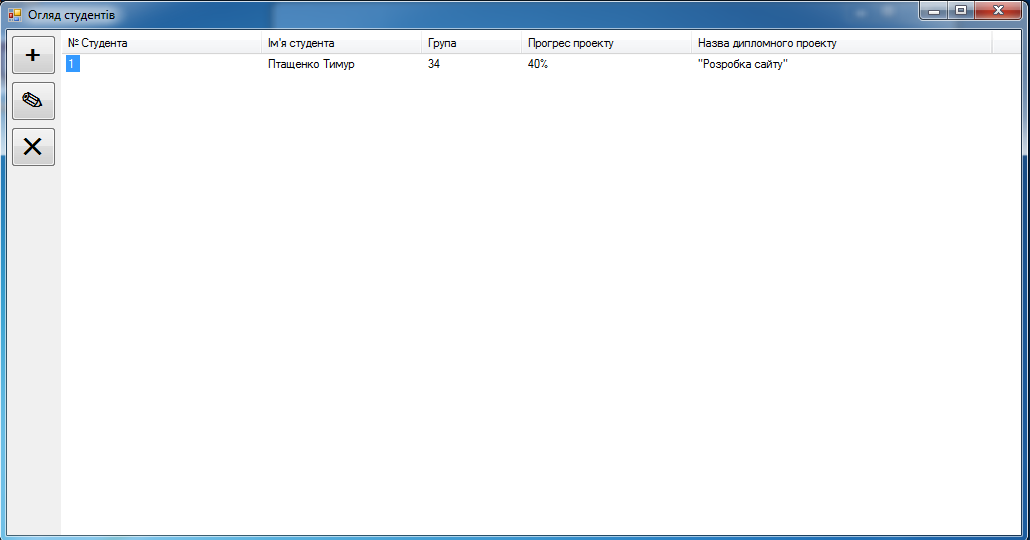 Огляд студентів
№ Студента Ім'я студента Група Прогрес проекту Назва дипломного проекту
1 Птащенко Тимур 34 40% "Розробка сайту"